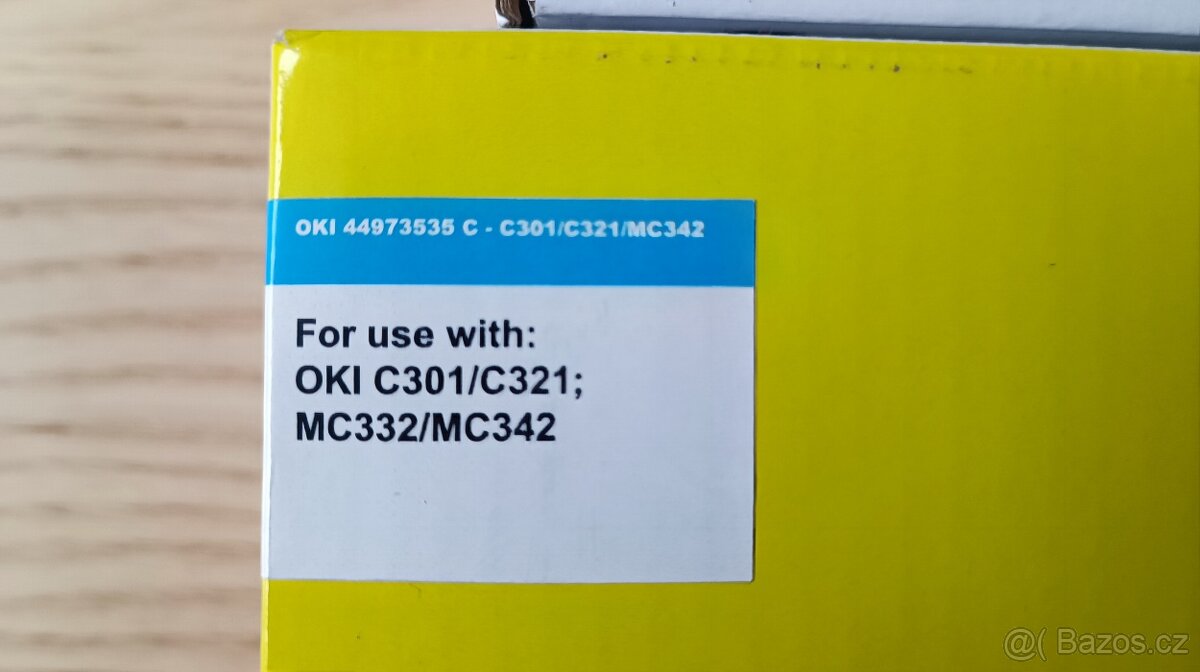 OKI 44973535 C - C301/C321/MC342
For use with:
OKI C301/C321;
MC332/MC342
@( Bazos.cz